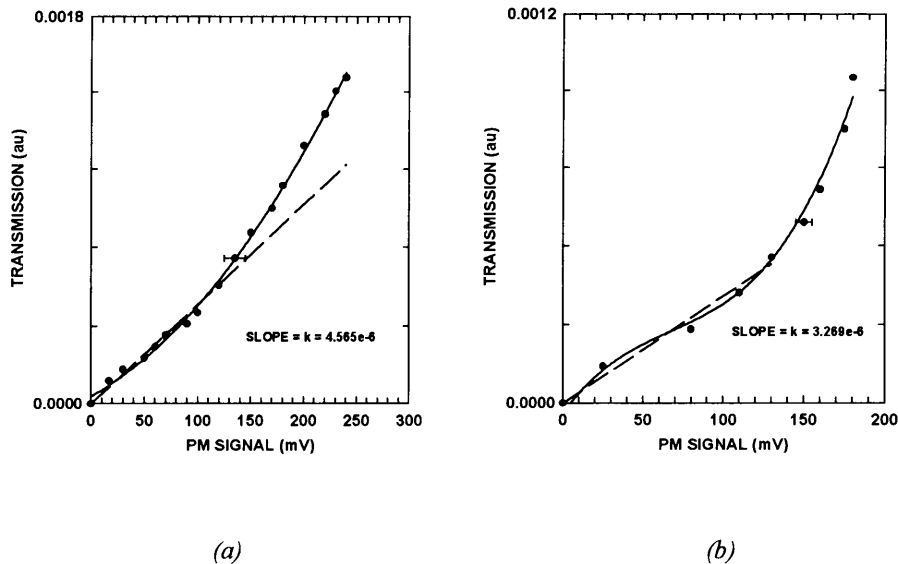 0.0018
TRANSMISSION (au)
SLOPE = k = 4.565e-6
0.0000
0 50 100 150 200 250 300
PM SIGNAL (mV)
(a)
0.0012
TRANSMISSION (au)
SLOPE = k = 3.269e-6
0.0000
0 50 100 150 200
PM SIGNAL (mV)
(b)